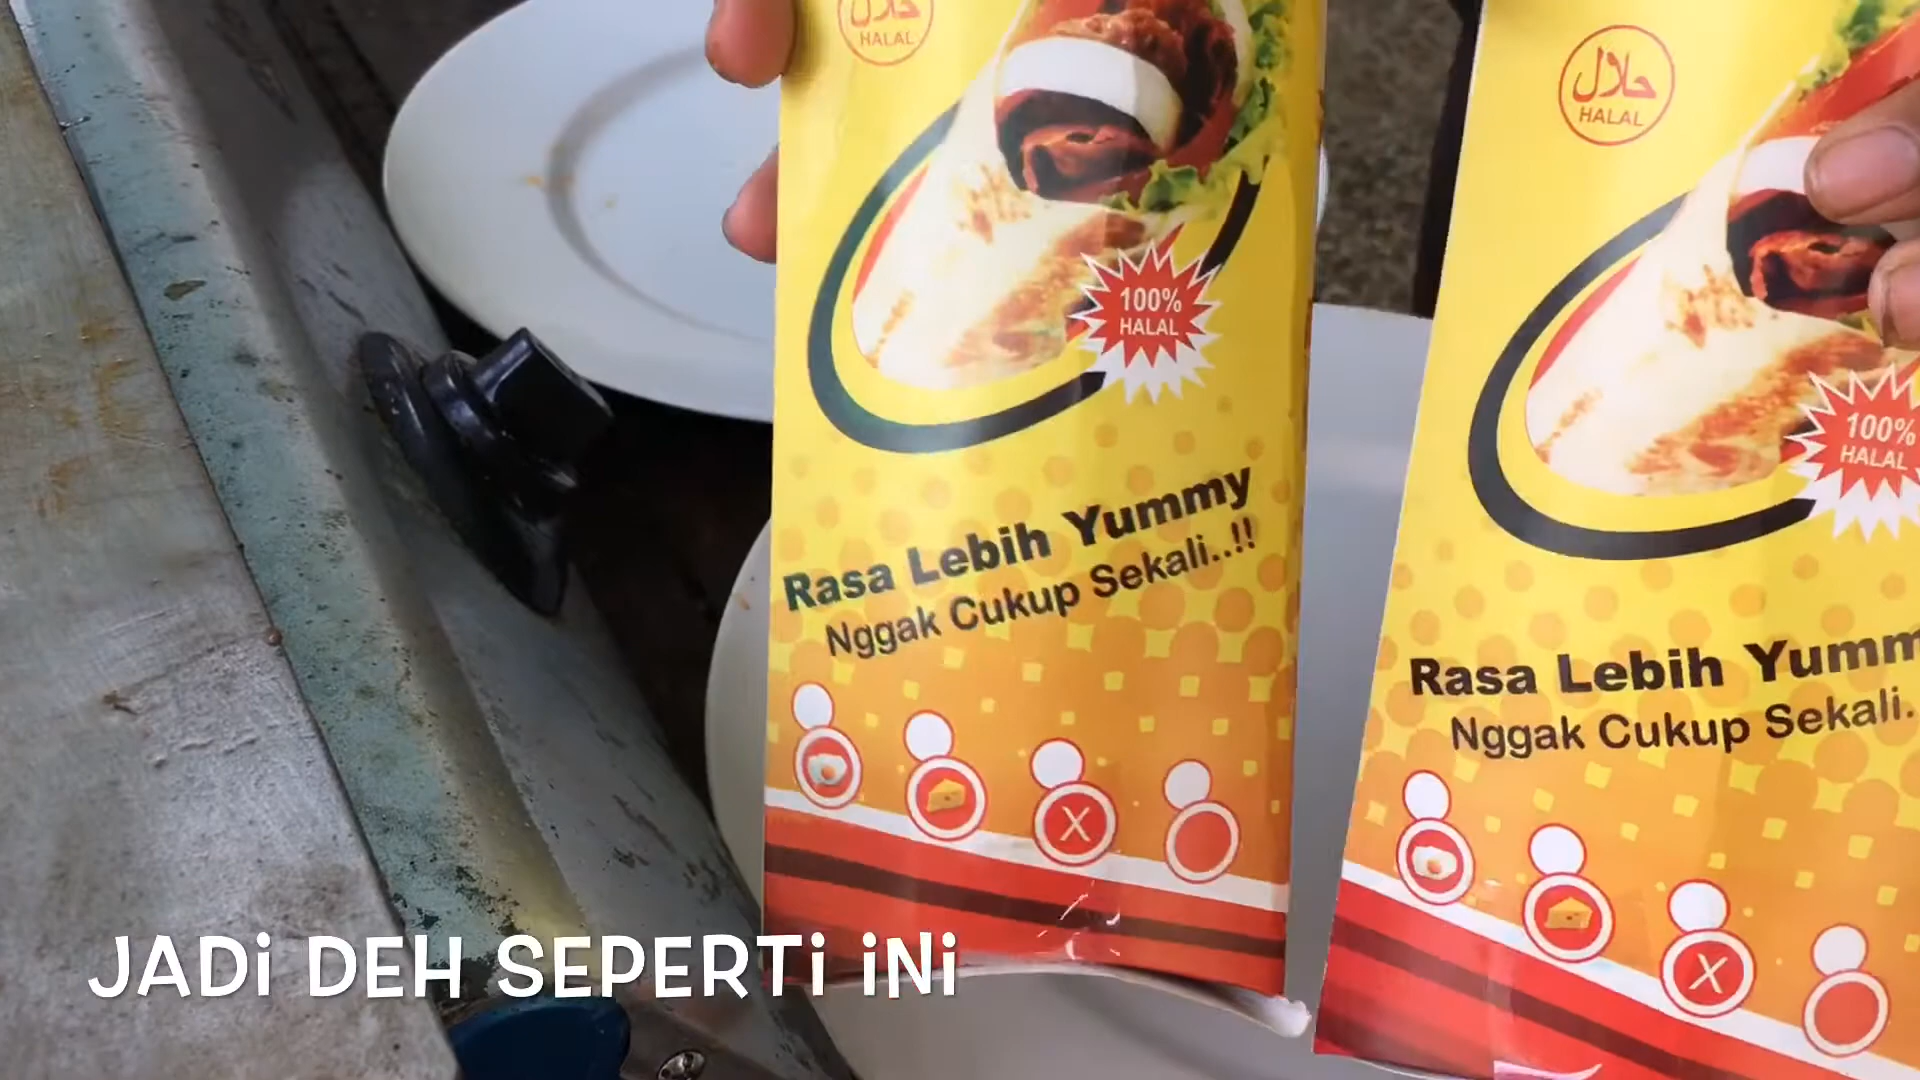 حلال
HALAL
100%
HALAL
Rasa Lebih Yummy
Nggak Cukup Sekali..!!
X
حلال
HALAL
100%
HALAL
Rasa Lebih Yumm
Nggak Cukup Sekali.
X
JADi DEH SEPERTi iNi